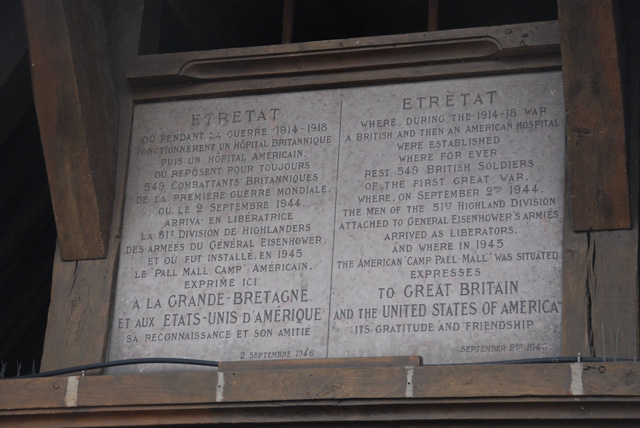 ETRETAT
OÙ PENDANT LA GUERRE 1914-1918
FONCTIONNÈRENT UN HÔPITAL BRITANNIQUE
PUIS UN HÔPITAL AMÉRICAIN.
OÙ REPOSENT POUR TOUJOURS
549 COMBATTANTS BRITANNIQUES
DE LA PREMIÈRE GUERRE MONDIALE.
OÙ LE 2 SEPTEMBRE 1944.
ARRIVA EN LIBÉRATRICE
LA 51E DIVISION DE HIGHLANDERS
DES ARMÉES DU GÉNÉRAL EISENHOWER.
ET OÙ FUT INSTALLÉ, EN 1945
LE "PALL MALL CAMP" AMÉRICAIN.
EXPRIME ICI
A LA GRANDE-BRETAGNE
ET AUX ETATS-UNIS D'AMÉRIQUE
SA RECONNAISSANCE ET SON AMITIÉ
2 SEPTEMBRE 1946
ETRETAT
WHERE, DURING THE 1914-18 WAR
A BRITISH AND THEN AN AMERICAN HOSPITAL
WERE ESTABLISHED
WHERE FOR EVER
REST 549 BRITISH SOLDIERS
OF THE FIRST GREAT WAR,
WHERE, ON SEPTEMBER 2ND 1944.
THE MEN OF THE 51ST HIGHLAND DIVISION
ATTACHED TO GENERAL EISENHOWER'S ARMIES
ARRIVED AS LIBERATORS.
AND WHERE IN 1945
THE AMERICAN "CAMP PALL-MALL" WAS SITUATED
EXPRESSES
TO GREAT BRITAIN
AND THE UNITED STATES OF AMERICA
ITS GRATITUDE AND FRIENDSHIP
SEPTEMBER 2ND